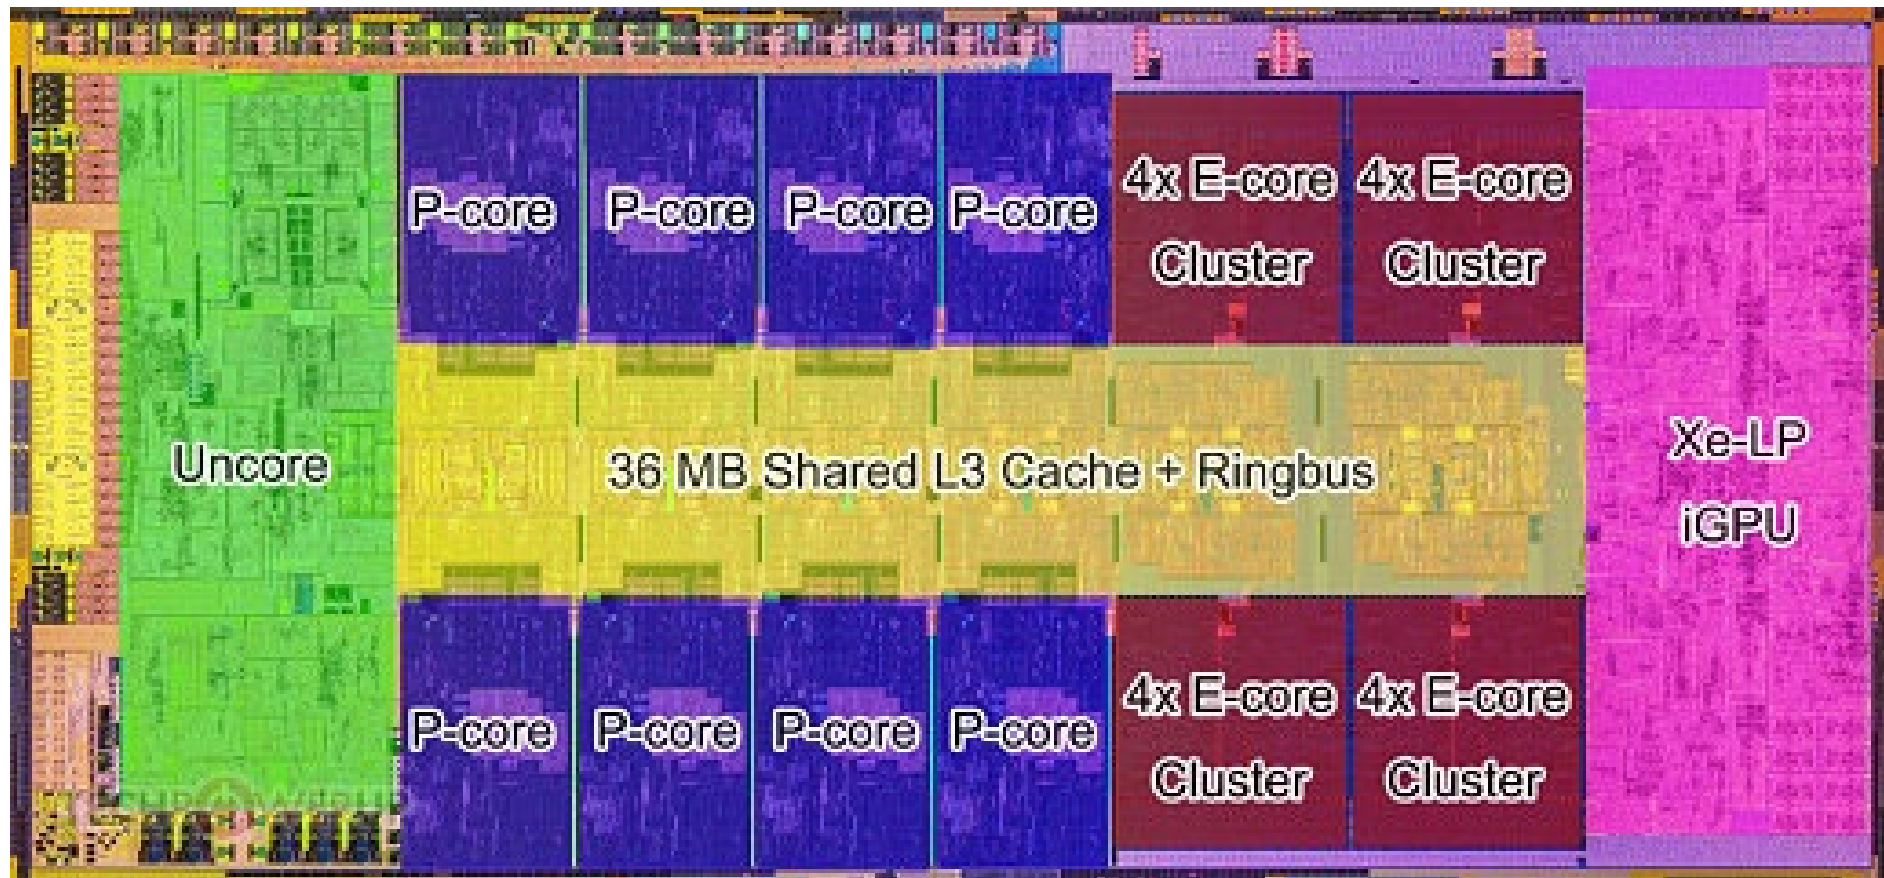 P-core
P-core
P-core
P-core
4x E-core
Cluster
4x E-core
Cluster
Uncore
36 MB Shared L3 Cache + Ringbus
Xe-LP
iGPU
P-core
P-core
P-core
P-core
4x E-core
Cluster
4x E-core
Cluster